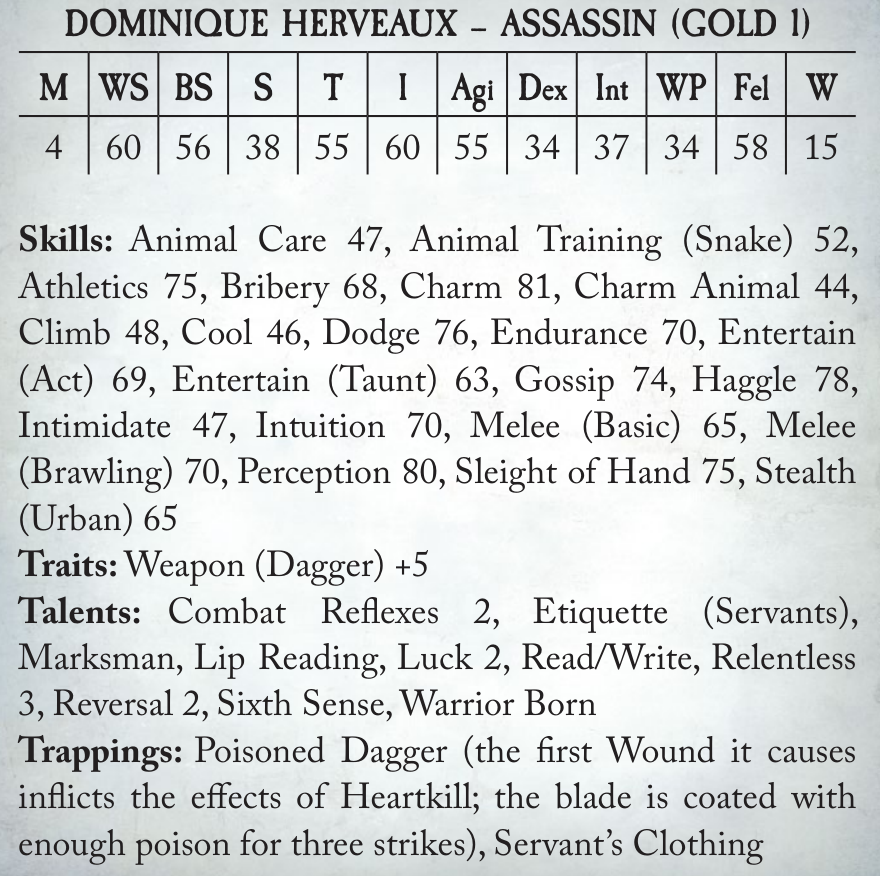 DOMINIQUE HERVEAUX – ASSASSIN (GOLD 1)
M WS BS S T I Agi Dex Int WP Fel W
4 60 56 38 55 60 55 34 37 34 58 15
Skills: Animal Care 47, Animal Training (Snake) 52,
Athletics 75, Bribery 68, Charm 81, Charm Animal 44,
Climb 48, Cool 46, Dodge 76, Endurance 70, Entertain
(Act) 69, Entertain (Taunt) 63, Gossip 74, Haggle 78,
Intimidate 47, Intuition 70, Melee (Basic) 65, Melee
(Brawling) 70, Perception 80, Sleight of Hand 75, Stealth
(Urban) 65
Traits: Weapon (Dagger) +5
Talents: Combat Reflexes 2, Etiquette (Servants),
Marksman, Lip Reading, Luck 2, Read/Write, Relentless
3, Reversal 2, Sixth Sense, Warrior Born
Trappings: Poisoned Dagger (the first Wound it causes
inflicts the effects of Heartkill; the blade is coated with
enough poison for three strikes), Servant’s Clothing